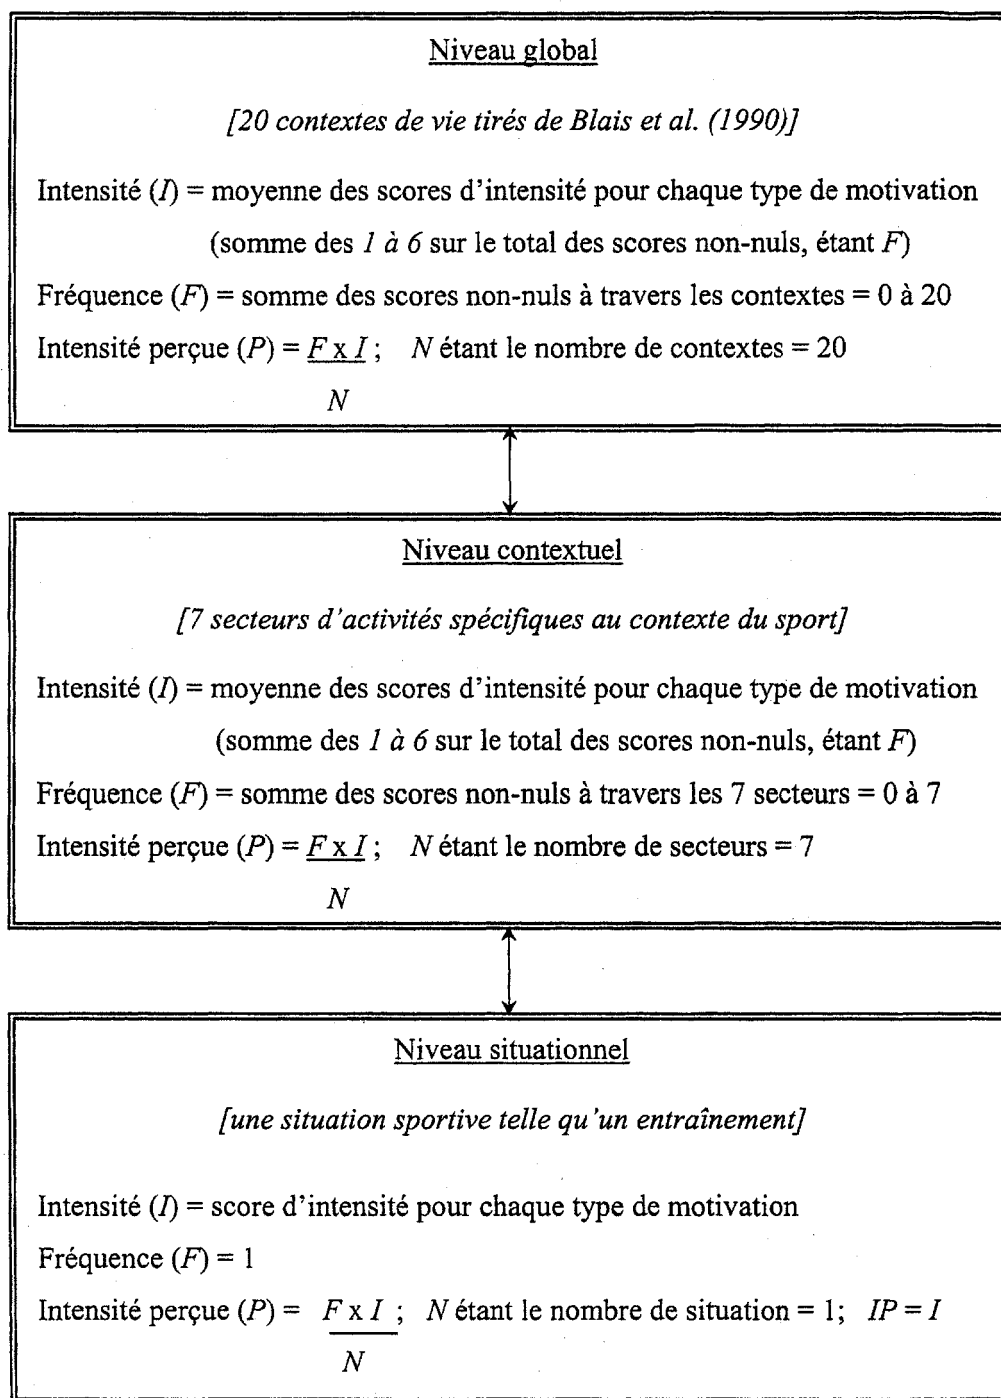 Niveau global
[20 contextes de vie tirés de Blais et al. (1990)]
Intensité (I) = moyenne des scores d'intensité pour chaque type de motivation
(somme des 1 à 6 sur le total des scores non-nuls, étant F)
Fréquence (F) = somme des scores non-nuls à travers les contextes = 0 à 20
Intensité perçue (P) = F x I ; N étant le nombre de contextes = 20
N
Niveau contextuel
[7 secteurs d'activités spécifiques au contexte du sport]
Intensité (I) = moyenne des scores d'intensité pour chaque type de motivation
(somme des 1 à 6 sur le total des scores non-nuls, étant F)
Fréquence (F) = somme des scores non-nuls à travers les 7 secteurs = 0 à 7
Intensité perçue (P) = F x I ; N étant le nombre de secteurs = 7
N
Niveau situationnel
[une situation sportive telle qu'un entraînement]
Intensité (I) = score d'intensité pour chaque type de motivation
Fréquence (F) = 1
Intensité perçue (P) = F x I ; N étant le nombre de situation = 1; IP = I
N